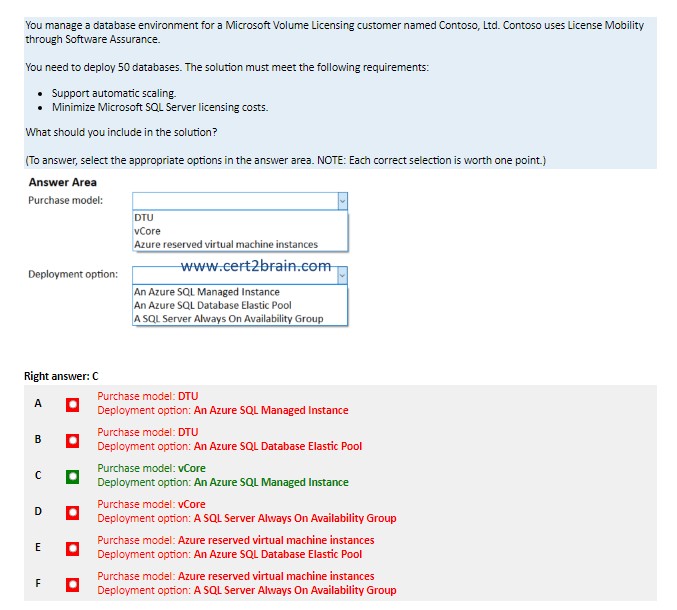 You manage a database environment for a Microsoft Volume Licensing customer named Contoso, Ltd. Contoso uses License Mobility
through Software Assurance.
You need to deploy 50 databases. The solution must meet the following requirements:
• Support automatic scaling.
• Minimize Microsoft SQL Server licensing costs.
What should you include in the solution?
(To answer, select the appropriate options in the answer area. NOTE: Each correct selection is worth one point.)
Answer Area
Purchase model:
DTU
vCore
Azure reserved virtual machine instances
www.cert2brain.com
Deployment option:
An Azure SQL Managed Instance
An Azure SQL Database Elastic Pool
A SQL Server Always On Availability Group
Right answer: C
A
Purchase model: DTU
Deployment option: An Azure SQL Managed Instance
B
Purchase model: DTU
Deployment option: An Azure SQL Database Elastic Pool
C
Purchase model: vCore
Deployment option: An Azure SQL Managed Instance
D
Purchase model: vCore
Deployment option: A SQL Server Always On Availability Group
E
Purchase model: Azure reserved virtual machine instances
Deployment option: An Azure SQL Database Elastic Pool
F
Purchase model: Azure reserved virtual machine instances
Deployment option: A SQL Server Always On Availability Group